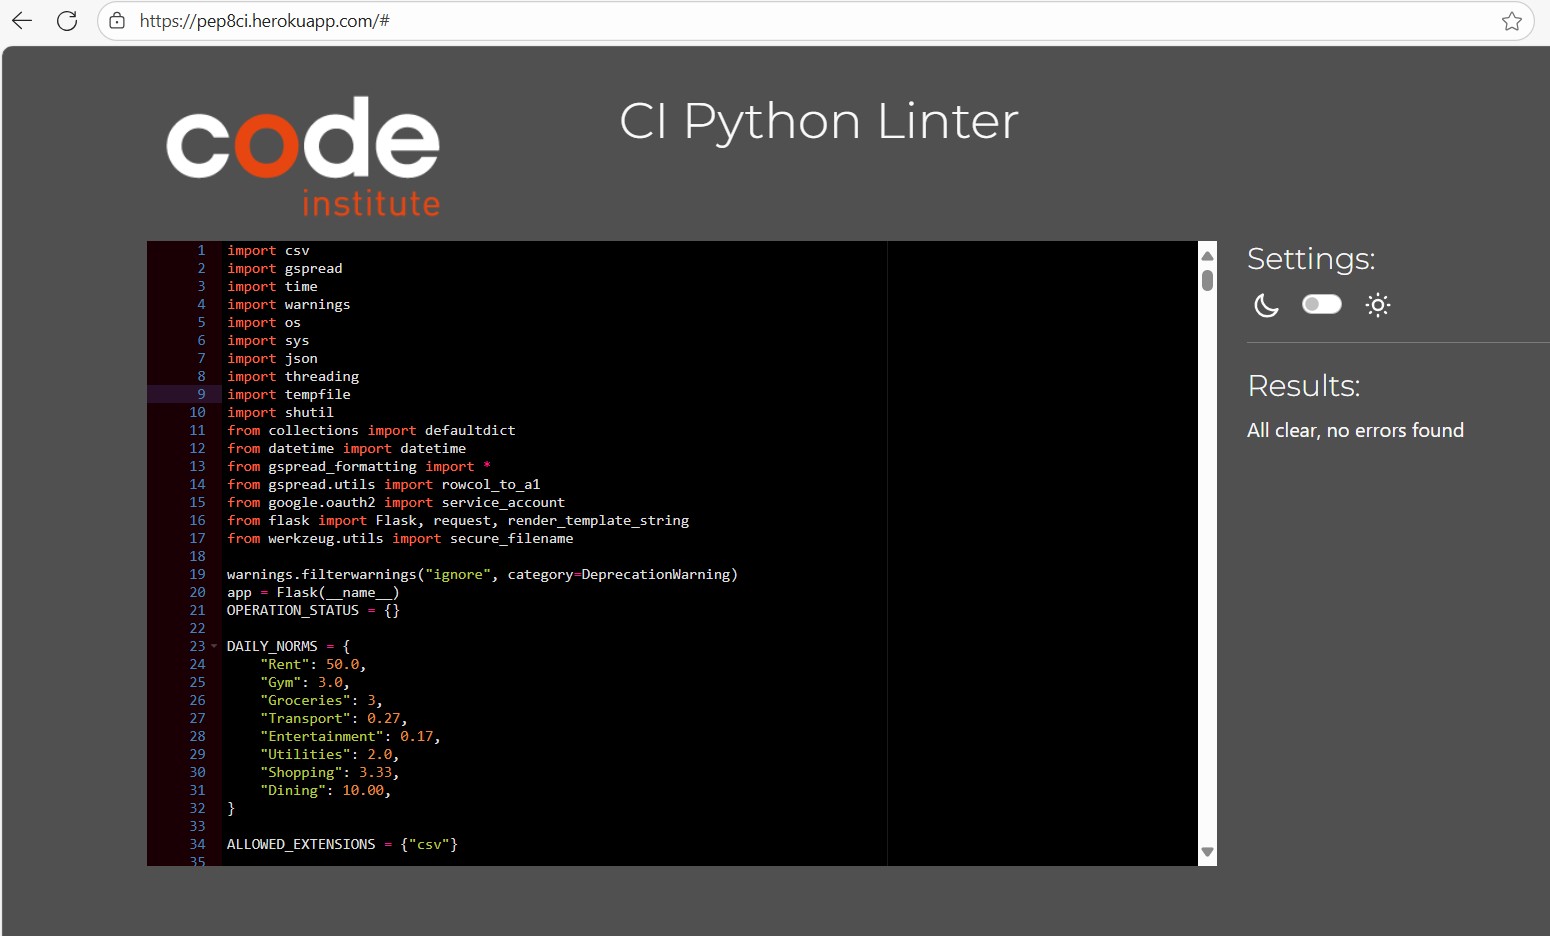 https://pep8ci.herokuapp.com/#
code
institute
CI Python Linter
1 import csv
2 import gspread
3 import time
4 import warnings
5 import os
6 import sys
7 import json
8 import threading
9 import tempfile
10 import shutil
11 from collections import defaultdict
12 from datetime import datetime
13 from gspread_formatting import *
14 from gspread.utils import rowcol_to_a1
15 from google.oauth2 import service_account
16 from flask import Flask, request, render_template_string
17 from werkzeug.utils import secure_filename
18
19 warnings.filterwarnings("ignore", category=DeprecationWarning)
20 app = Flask(__name__)
21 OPERATION_STATUS = {}
22
23 DAILY_NORMS = {
24     "Rent": 50.0,
25     "Gym": 3.0,
26     "Groceries": 3,
27     "Transport": 0.27,
28     "Entertainment": 0.17,
29     "Utilities": 2.0,
30     "Shopping": 3.33,
31     "Dining": 10.00,
32 }
33
34 ALLOWED_EXTENSIONS = {"csv"}
35
Settings:
Results:
All clear, no errors found